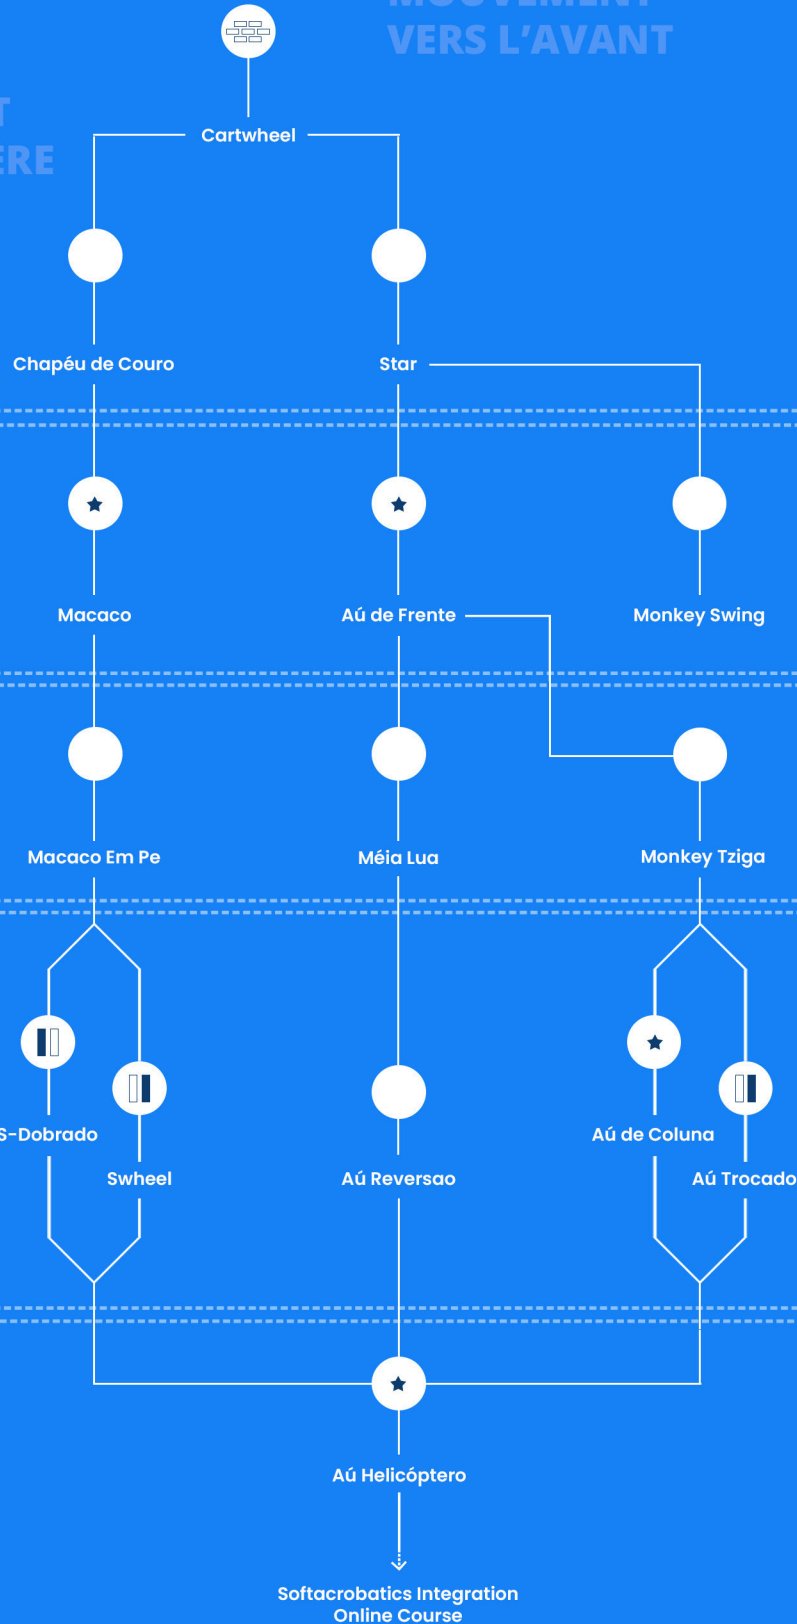 MOUVEMENT
VERS L'AVANT
Cartwheel
Chapéu de Couro
Star
Macaco
Aú de Frente
Monkey Swing
Macaco Em Pe
Méia Lua
Monkey Tziga
S-Dobrado
Aú de Coluna
Swheel
Aú Reversao
Aú Trocado
Aú Helicóptero
Softacrobatics Integration
Online Course